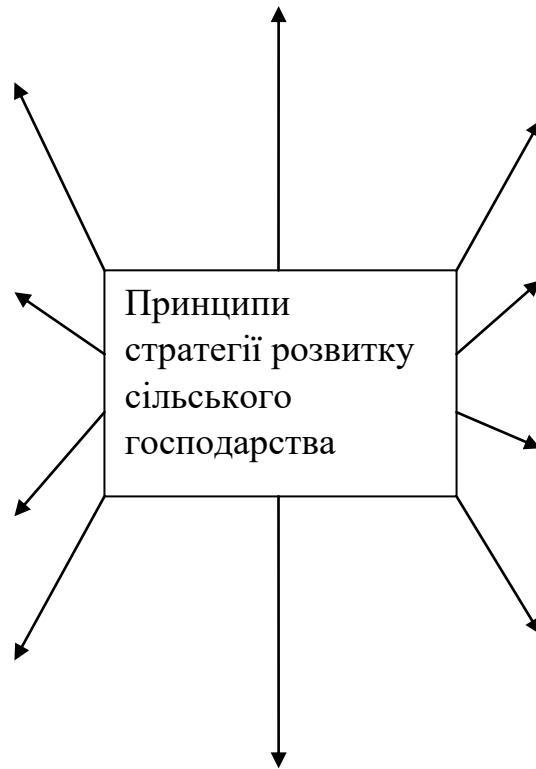 Принципи
стратегії розвитку
сільського
господарства